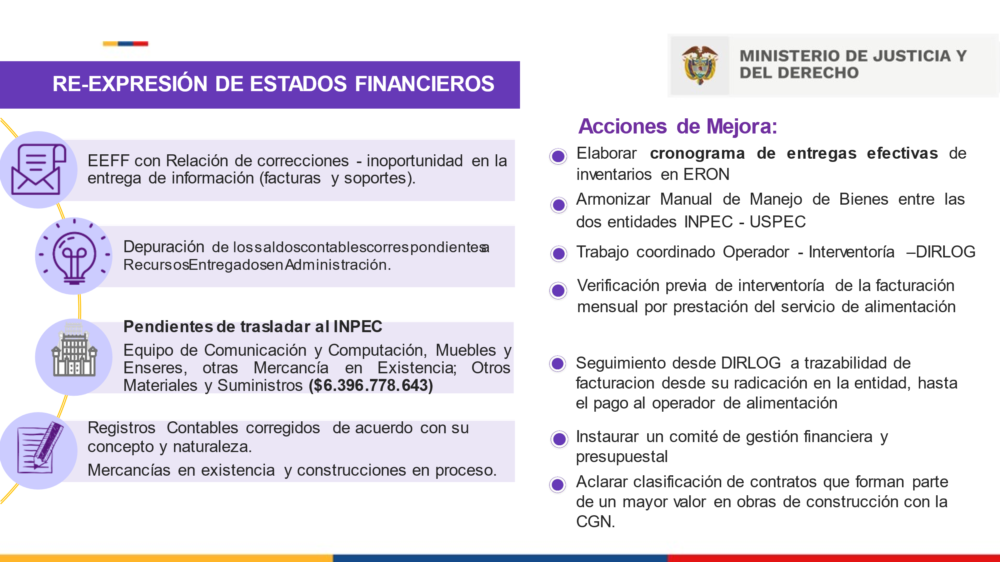 MINISTERIO DE JUSTICIA Y
DEL DERECHO
RE-EXPRESIÓN DE ESTADOS FINANCIEROS
EEFF con Relación de correcciones - inoportunidad en la
entrega de información (facturas y soportes).
Depuración de los saldos contables correspondientes a
Recursos Entregados en Administración.
Pendientes de trasladar al INPEC
Equipo de Comunicación y Computación, Muebles y
Enseres, otras Mercancía en Existencia; Otros
Materiales y Suministros ($6.396.778.643)
Registros Contables corregidos de acuerdo con su
concepto y naturaleza.
Mercancías en existencia y construcciones en proceso.
Acciones de Mejora:
Elaborar cronograma de entregas efectivas de
inventarios en ERON
Armonizar Manual de Manejo de Bienes entre las
dos entidades INPEC - USPEC
Trabajo coordinado Operador - Interventoría –DIRLOG
Verificación previa de interventoría de la facturación
mensual por prestación del servicio de alimentación
Seguimiento desde DIRLOG a trazabilidad de
facturacion desde su radicación en la entidad, hasta
el pago al operador de alimentación
Instaurar un comité de gestión financiera y
presupuestal
Aclarar clasificación de contratos que forman parte
de un mayor valor en obras de construcción con la
CGN.